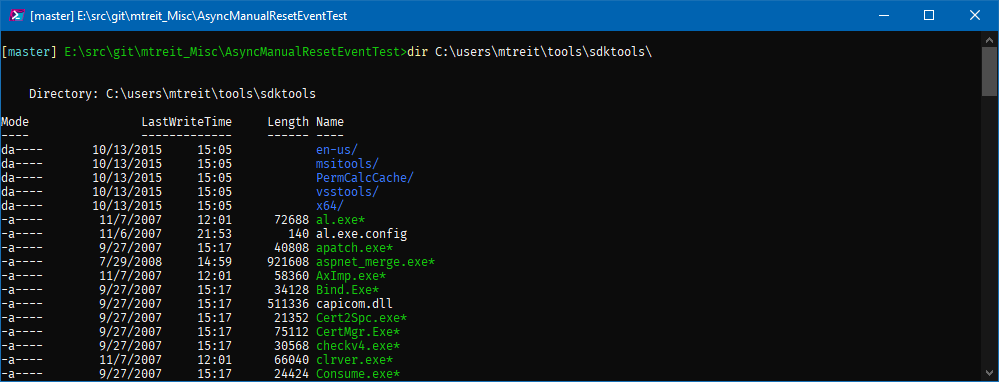 [master] E:\src\git\mtreit_Misc\AsyncManualResetEventTest
[master] E:\src\git\mtreit_Misc\AsyncManualResetEventTest>dir C:\users\mtreit\tools\sdktools\
Directory: C:\users\mtreit\tools\sdktools
Mode LastWriteTime Length Name
---- ------------- ------ ----
da---- 10/13/2015 15:05 en-us/
da---- 10/13/2015 15:05 msitools/
da---- 10/13/2015 15:05 PermCalcCache/
da---- 10/13/2015 15:05 vsstools/
da---- 10/13/2015 15:05 x64/
-a---- 11/7/2007 12:01 72688 al.exe*
-a---- 11/6/2007 21:53 140 al.exe.config
-a---- 9/27/2007 15:17 40808 apatch.exe*
-a---- 7/29/2008 14:59 921608 aspnet_merge.exe*
-a---- 11/7/2007 12:01 58360 AxImp.exe*
-a---- 9/27/2007 15:17 34128 Bind.Exe*
-a---- 9/27/2007 15:17 511336 capicom.dll
-a---- 9/27/2007 15:17 21352 Cert2Spc.exe*
-a---- 9/27/2007 15:17 75112 CertMgr.Exe*
-a---- 9/27/2007 15:17 30568 checkv4.exe*
-a---- 11/7/2007 12:01 66040 clrver.exe*
-a---- 9/27/2007 15:17 24424 Consume.exe*